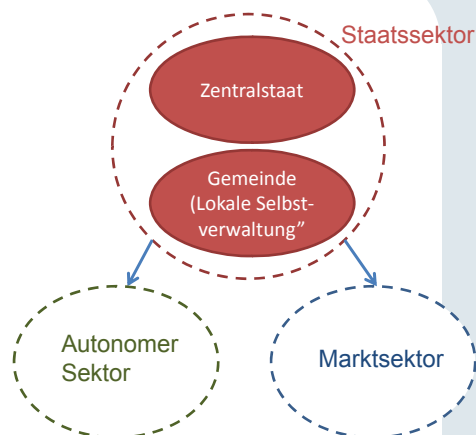 Staatssektor
Zentralstaat
Gemeinde
(Lokale Selbst-
verwaltung”
Autonomer
Sektor
Marktsektor